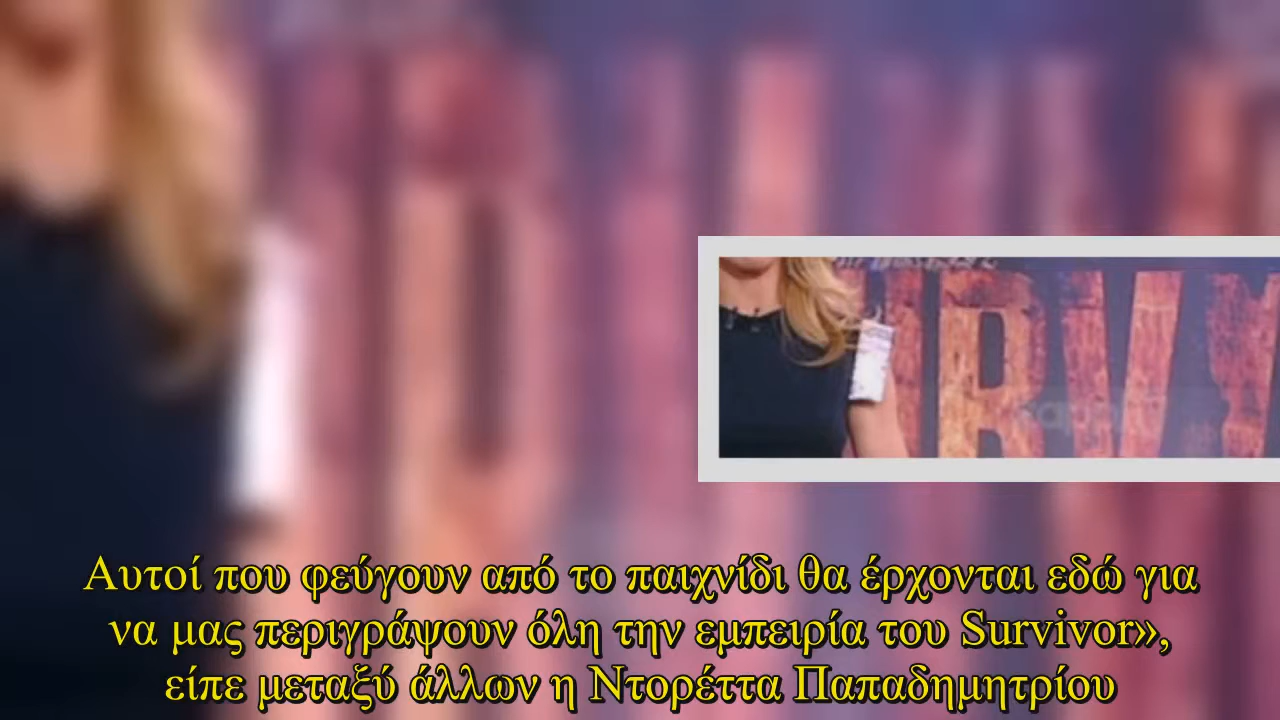 URV
Αυτοί που φεύγουν από το παιχνίδι θα έρχονται εδώ για
να μας περιγράψουν όλη την εμπειρία του Survivor»,
είπε μεταξύ άλλων η Ντορέττα Παπαδημητρίου